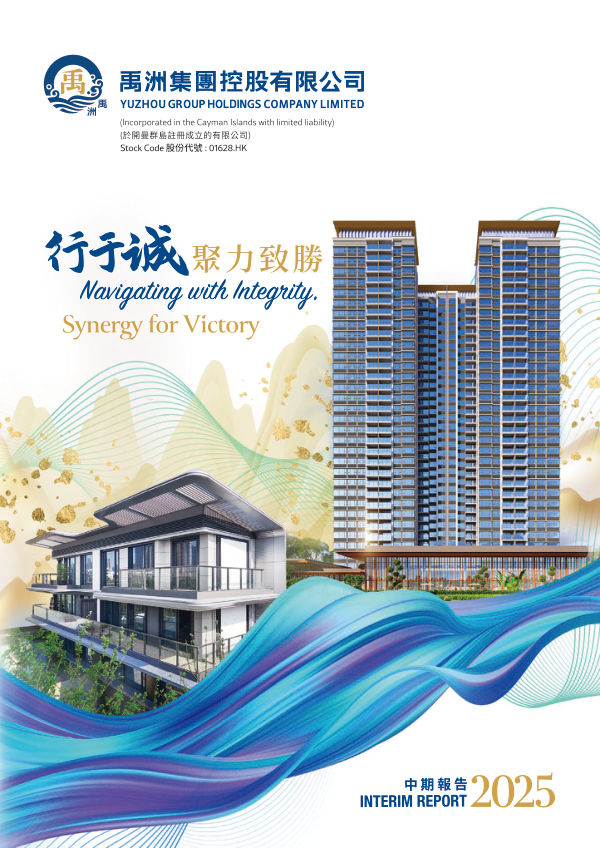 禹
禹
洲
禹洲集團控股有限公司
YUZHOU GROUP HOLDINGS COMPANY LIMITED
(Incorporated in the Cayman Islands with limited liability)
(於開曼群島註冊成立的有限公司)
Stock Code 股份代號 : 01628.HK
行于诚 聚力致勝
Navigating with Integrity,
Synergy for Victory
中期報告
INTERIM REPORT 2025